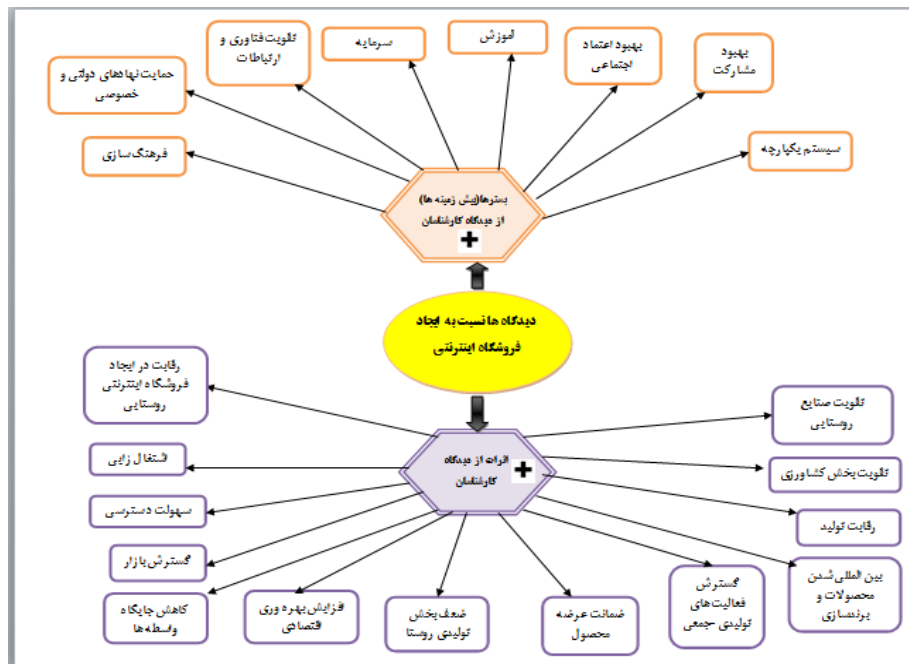 بهبود
مشارکت
بهبود اعتماد
اجتماعی
آموزش
سرمایه
تقویت فناوری و
ارتباطات
حمایت نهادهای دولتی و
خصوصی
سیستم یکپارچه
فرهنگ سازی
بسترها(پیش زمینه ها)
از دیدگاه کارشناسان
دیدگاه ها نسبت به ایجاد
فروشگاه اینترنتی
رقابت در ایجاد
فروشگاه اینترنتی
روستایی
تقویت صنایع
روستایی
اثرات از دیدگاه
کارشناسان
اشتغال زایی
تقویت بخش کشاورزی
سهولت دسترسی
رقابت تولید
گسترش بازار
بین المللی شدن
محصولات و
برندسازی
گسترش
فعالیت های
تولیدی -جمعی
ضمانت عرضه
محصول
ضعف بخش
تولیدی روستا
افزایش بهره وری
اقتصادی
کاهش جایگاه
واسطه ها